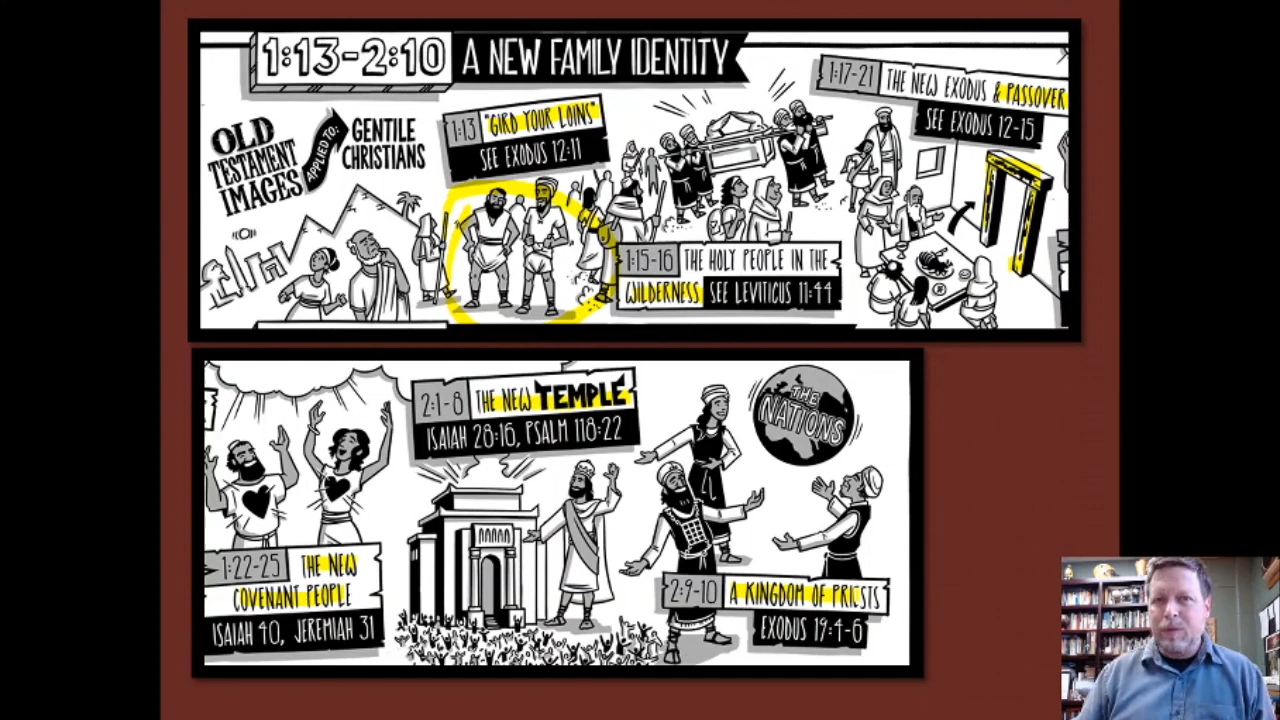 1:13-2:10 A NEW FAMILY IDENTITY
OLD
TESTAMENT
IMAGES
APPLIED TO:
GENTILE
CHRISTIANS
1:13 "GIRD YOUR LOINS"
SEE EXODUS 12:11
1:15-16 THE HOLY PEOPLE IN THE
WILDERNESS SEE LEVITICUS 11:44
1:17-21 THE NEW EXODUS & PASSOVER
SEE EXODUS 12-15
1:22-25 THE NEW
COVENANT PEOPLE
ISAIAH 40, JEREMIAH 31
2:1-8 THE NEW TEMPLE
ISAIAH 28:16, PSALM 118:22
THE
NATIONS
2:9-10 A KINGDOM OF PRIESTS
EXODUS 19:4-6